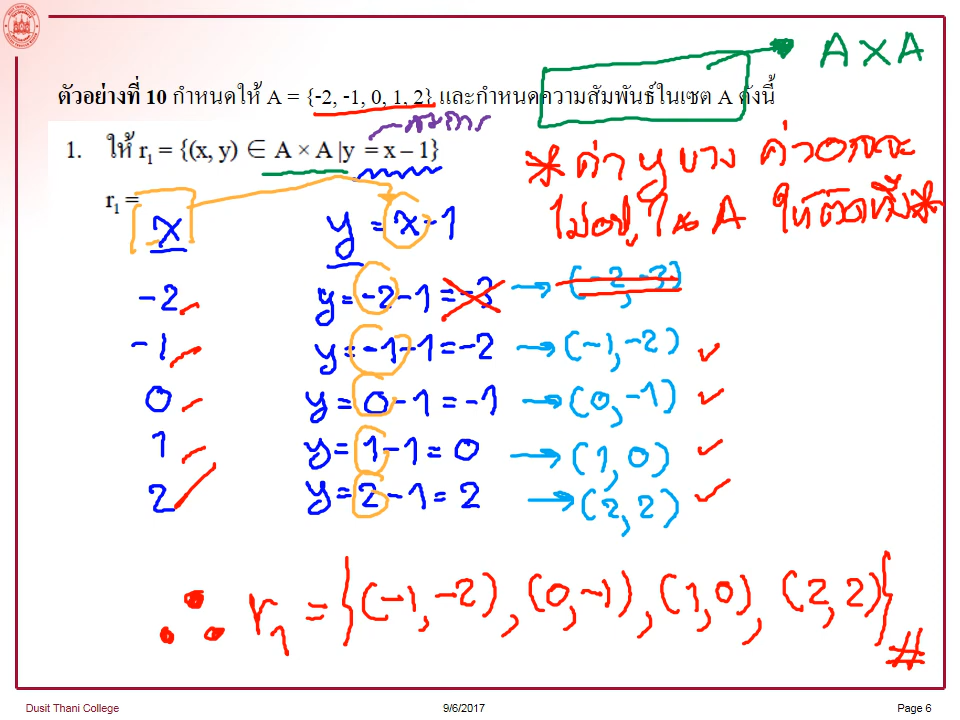 A × A
ตัวอย่างที่ 10 กำหนดให้ A = {-2, -1, 0, 1, 2} และกำหนดความสัมพันธ์ในเซต A ดังนี้
สมการ
1. ให้ r₁ = {(x, y) ∈ A × A |y = x – 1}
r₁ =
* ค่า y บาง ค่าอาจจะ
ไม่อยู่ ใน A ให้ตัดทิ้ง *
x y = x - 1
-2 y = -2 - 1 = -3 → (-2, -3)
-1 y = -1 - 1 = -2 → (-1, -2) ✓
0 y = 0 - 1 = -1 → (0, -1) ✓
1 y = 1 - 1 = 0 → (1, 0) ✓
2 y = 2 - 1 = 2 → (2, 2) ✓
∴ r₁ = {(-1, -2), (0, -1), (1, 0), (2, 2)} #
Dusit Thani College 9/6/2017 Page 6